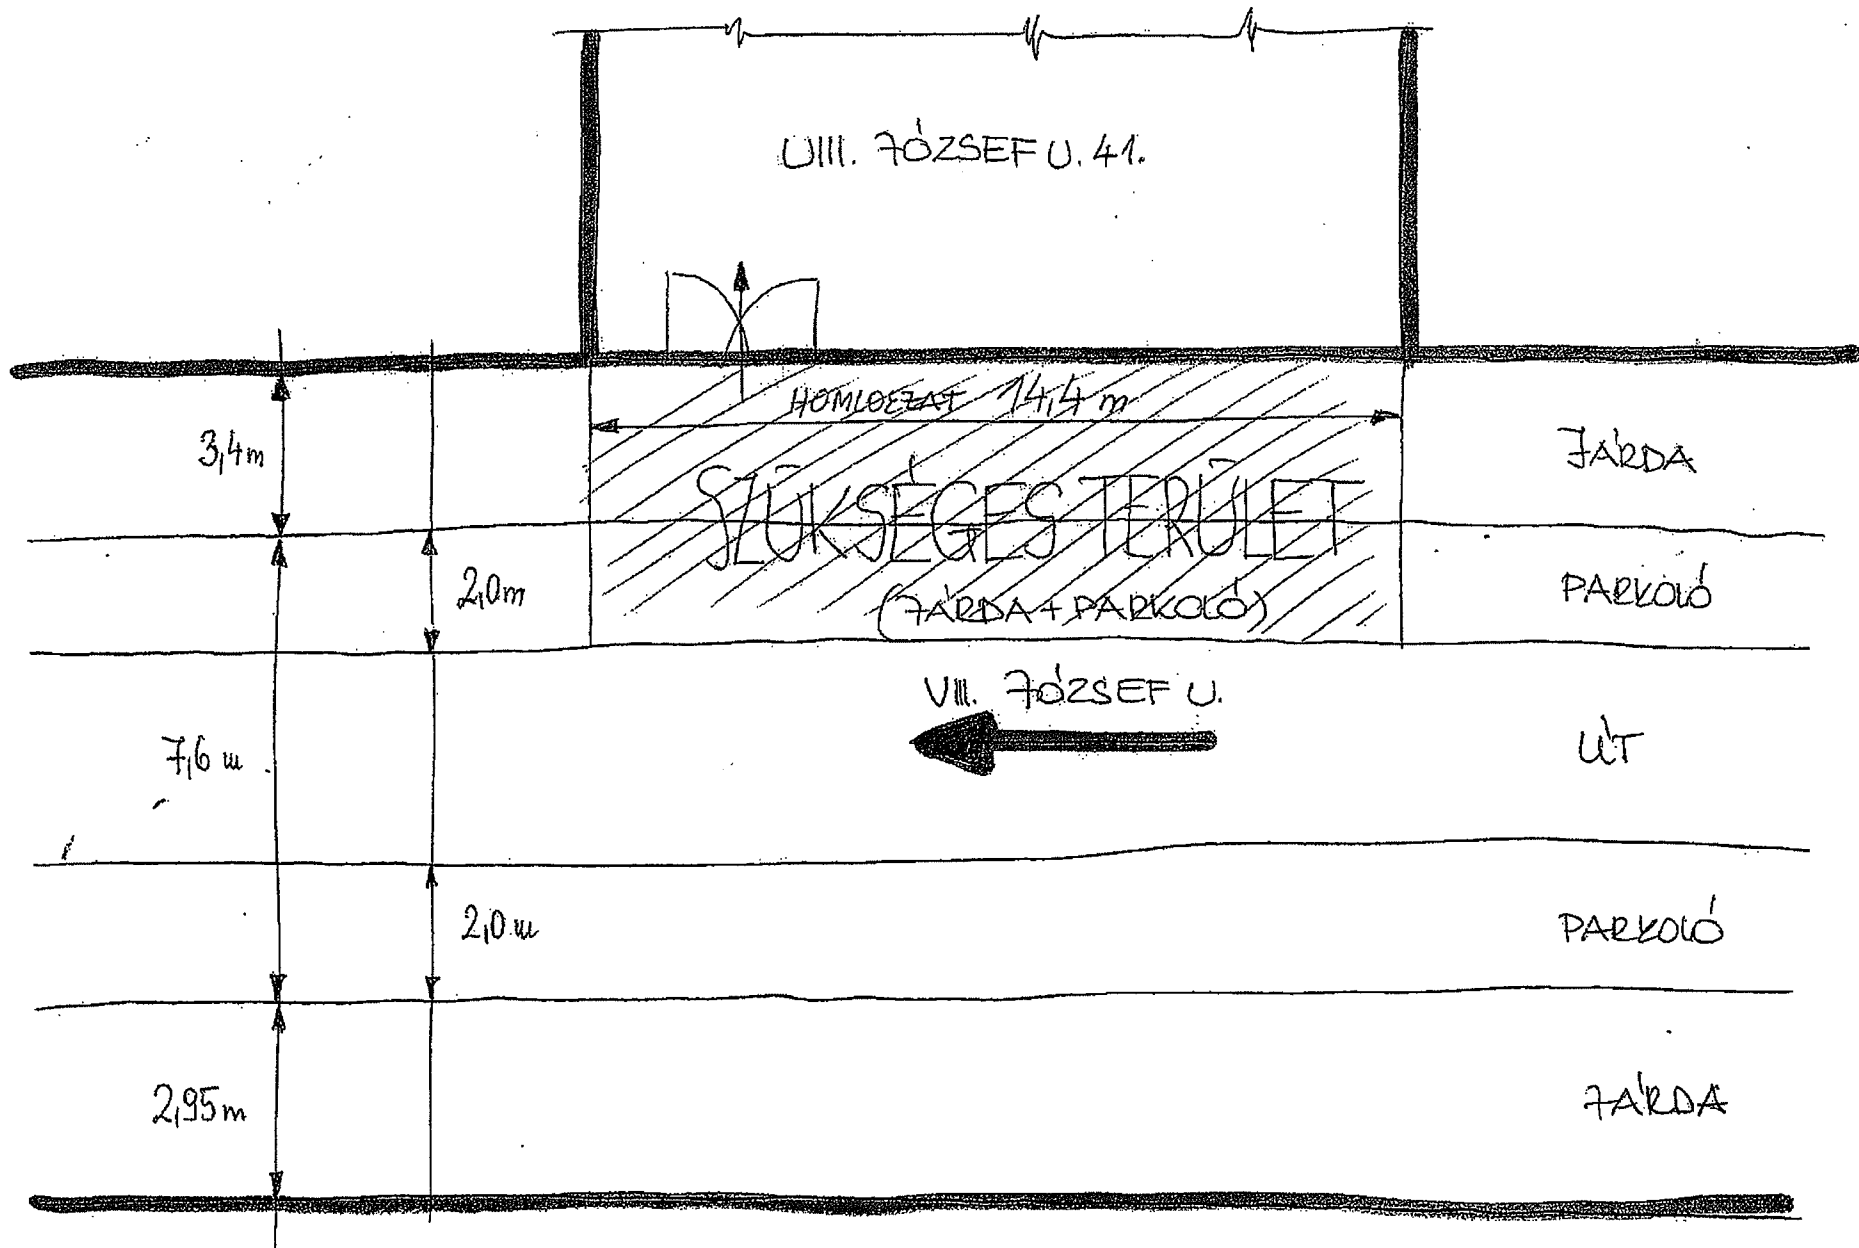 VIII. JÓZSEF U. 41.
HOMLOKZAT 14,4 m
3,4m
JÁRDA
SZÜKSÉGES TERÜLET
(JÁRDA + PARKOLÓ)
2,0m
PARKOLÓ
VIII. JÓZSEF U.
7,6 m
ÚT
2,0 m
PARKOLÓ
2,95m
JÁRDA